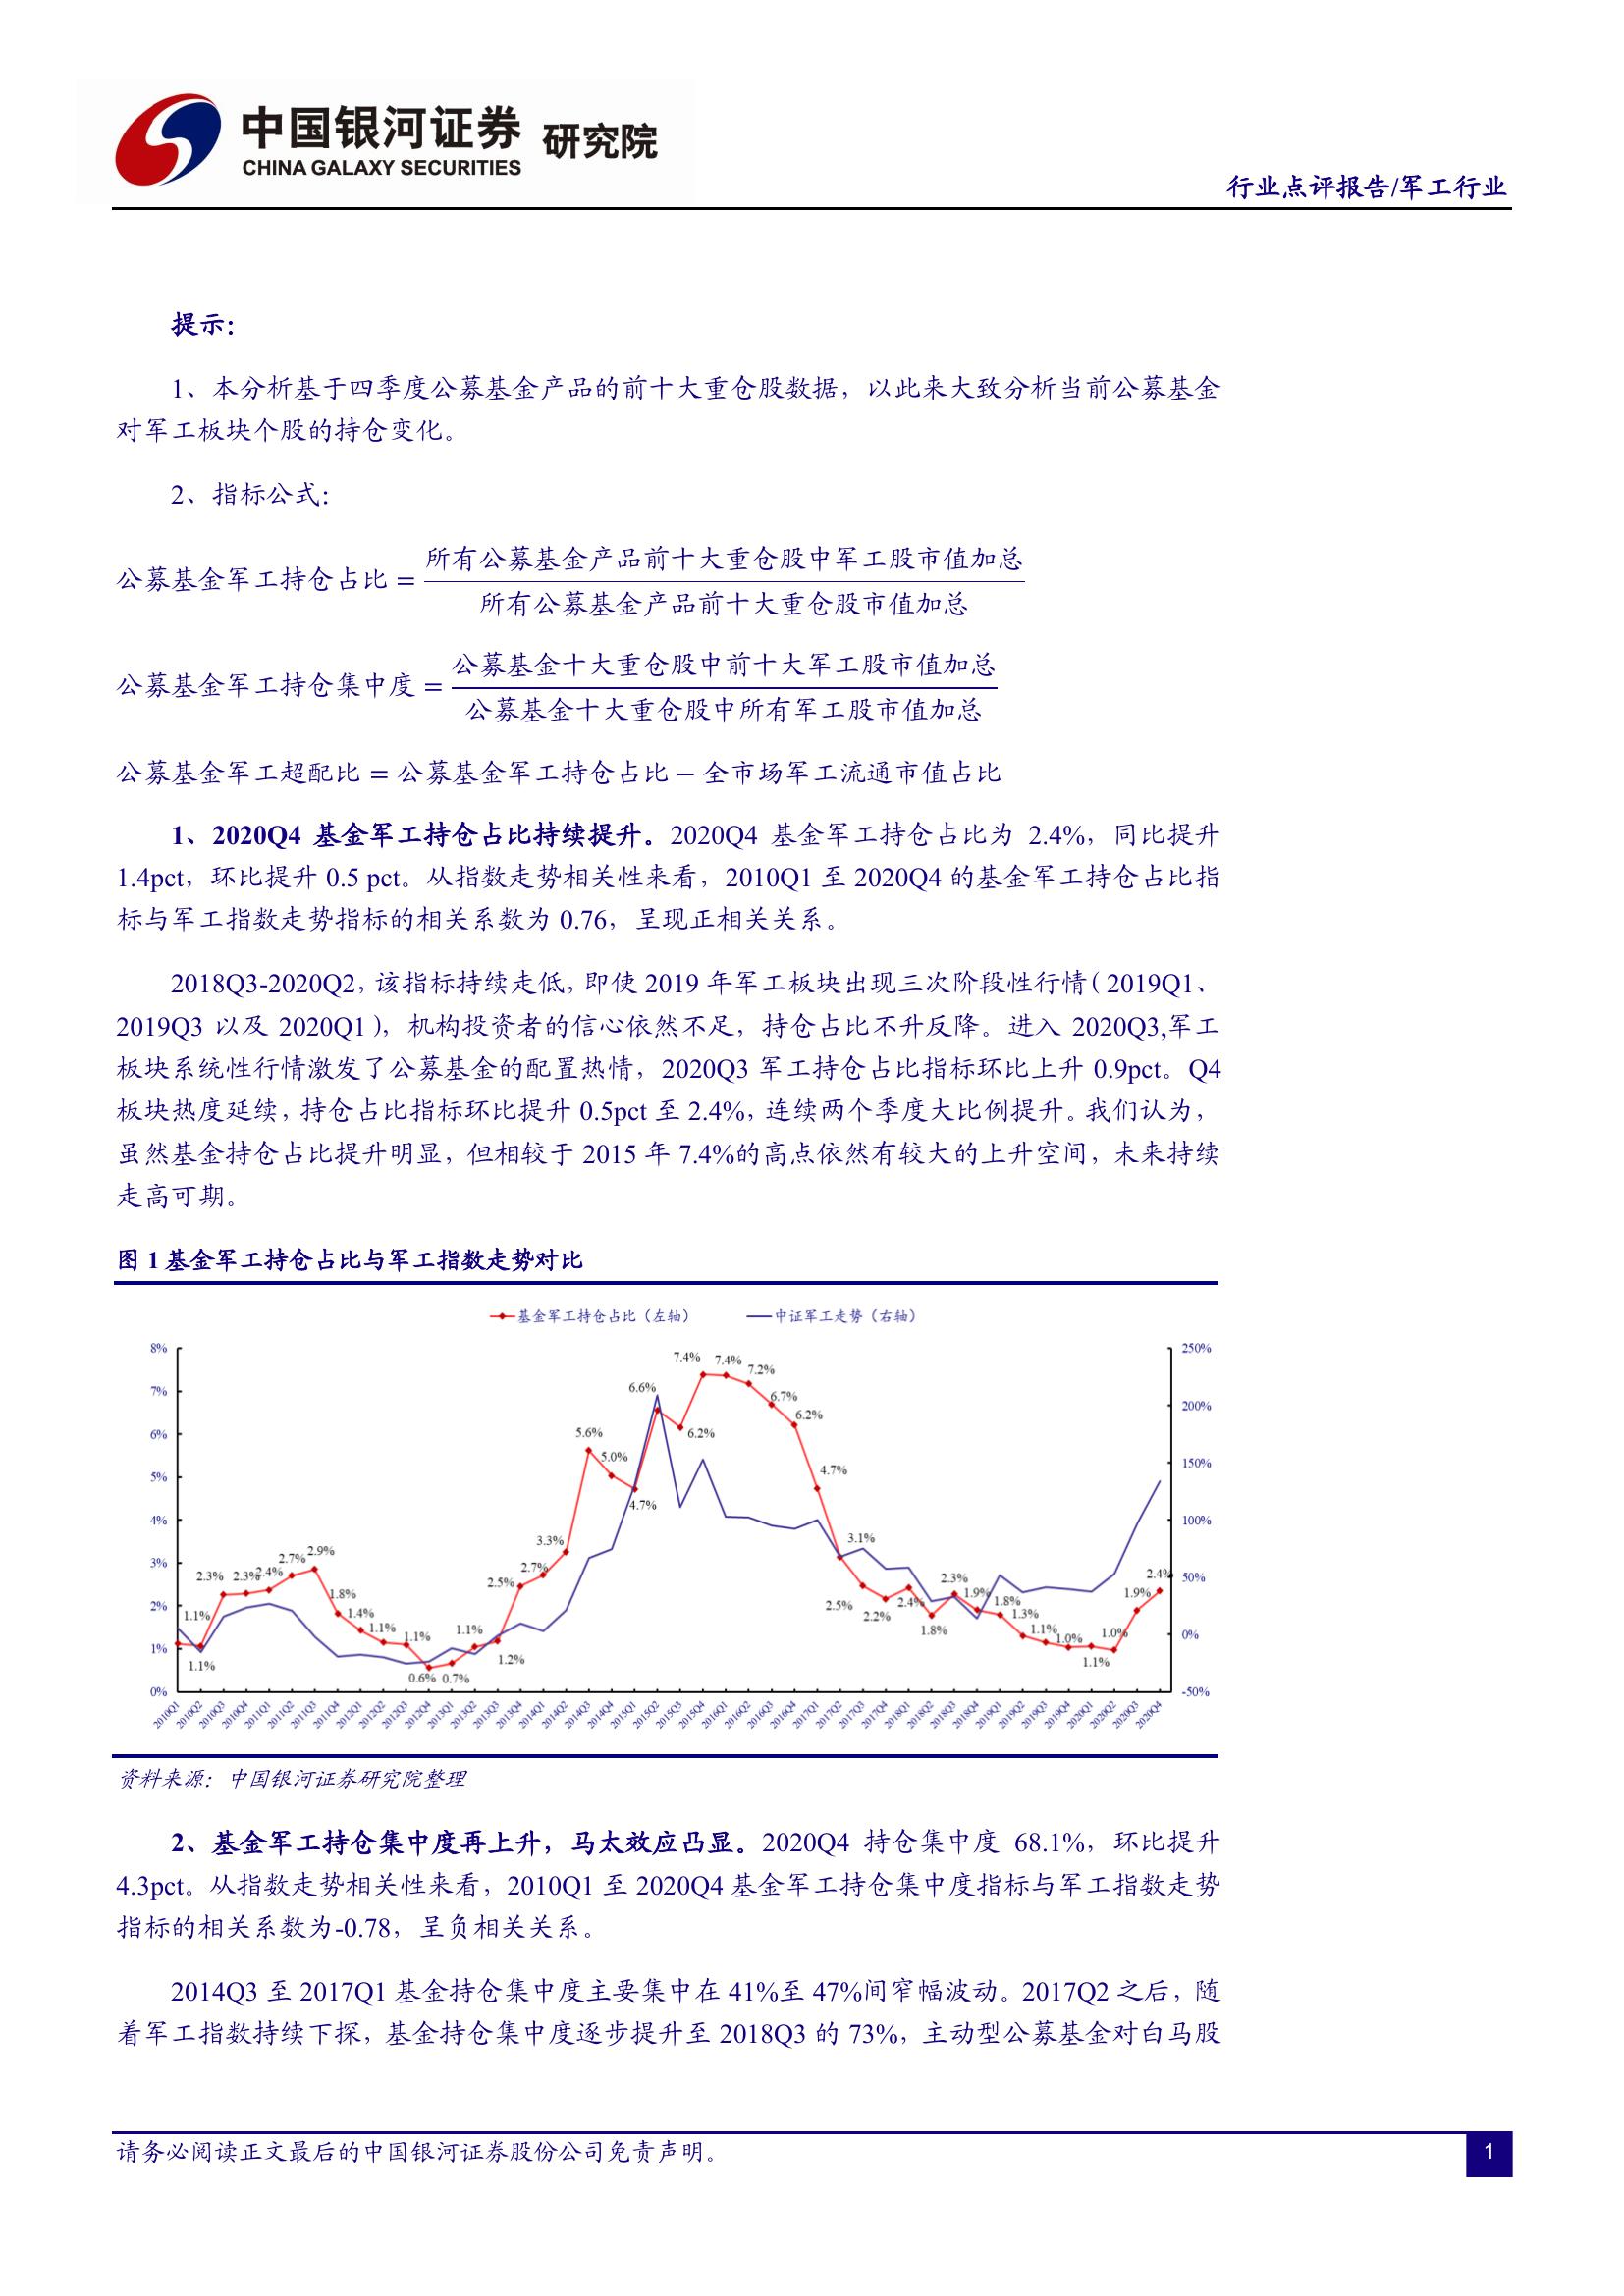 中国银河证券 研究院
CHINA GALAXY SECURITIES
行业点评报告/军工行业
提示：
1、本分析基于四季度公募基金产品的前十大重仓股数据，以此来大致分析当前公募基金
对军工板块个股的持仓变化。
2、指标公式：
公募基金军工持仓占比 = 所有公募基金产品前十大重仓股中军工股市值加总
所有公募基金产品前十大重仓股市值加总
公募基金军工持仓集中度 = 公募基金十大重仓股中前十大军工股市值加总
公募基金十大重仓股中所有军工股市值加总
公募基金军工超配比 = 公募基金军工持仓占比 − 全市场军工流通市值占比
1、2020Q4 基金军工持仓占比持续提升。2020Q4 基金军工持仓占比为 2.4%，同比提升
1.4pct，环比提升 0.5 pct。从指数走势相关性来看，2010Q1 至 2020Q4 的基金军工持仓占比指
标与军工指数走势指标的相关系数为 0.76，呈现正相关关系。
2018Q3-2020Q2，该指标持续走低，即使 2019 年军工板块出现三次阶段性行情（2019Q1、
2019Q3 以及 2020Q1），机构投资者的信心依然不足，持仓占比不升反降。进入 2020Q3,军工
板块系统性行情激发了公募基金的配置热情，2020Q3 军工持仓占比指标环比上升 0.9pct。Q4
板块热度延续，持仓占比指标环比提升 0.5pct 至 2.4%，连续两个季度大比例提升。我们认为，
虽然基金持仓占比提升明显，但相较于 2015 年 7.4%的高点依然有较大的上升空间，未来持续
走高可期。
图 1 基金军工持仓占比与军工指数走势对比
基金军工持仓占比（左轴） 中证军工走势（右轴）
8% 7% 6% 5% 4% 3% 2% 1% 0%
1.1% 1.1% 2.3% 2.3% 2.4% 2.7% 2.9% 1.8% 1.4% 1.1% 1.1% 0.6% 0.7% 1.1% 1.2% 2.5% 2.7% 3.3% 5.6% 5.0% 4.7% 6.6% 6.2% 7.4% 7.4% 7.2% 6.7% 6.2% 4.7% 3.1% 2.5% 2.2% 2.4% 1.8% 2.3% 1.9% 1.8% 1.3% 1.1% 1.0% 1.1% 1.0% 1.9% 2.4%
250% 200% 150% 100% 50% 0% -50%
2010Q1 2010Q2 2010Q3 2010Q4 2011Q1 2011Q2 2011Q3 2011Q4 2012Q1 2012Q2 2012Q3 2012Q4 2013Q1 2013Q2 2013Q3 2013Q4 2014Q1 2014Q2 2014Q3 2014Q4 2015Q1 2015Q2 2015Q3 2015Q4 2016Q1 2016Q2 2016Q3 2016Q4 2017Q1 2017Q2 2017Q3 2017Q4 2018Q1 2018Q2 2018Q3 2018Q4 2019Q1 2019Q2 2019Q3 2019Q4 2020Q1 2020Q2 2020Q3 2020Q4
资料来源：中国银河证券研究院整理
2、基金军工持仓集中度再上升，马太效应凸显。2020Q4 持仓集中度 68.1%，环比提升
4.3pct。从指数走势相关性来看，2010Q1 至 2020Q4 基金军工持仓集中度指标与军工指数走势
指标的相关系数为-0.78，呈负相关关系。
2014Q3 至 2017Q1 基金持仓集中度主要集中在 41%至 47%间窄幅波动。2017Q2 之后，随
着军工指数持续下探，基金持仓集中度逐步提升至 2018Q3 的 73%，主动型公募基金对白马股
请务必阅读正文最后的中国银河证券股份公司免责声明。
1